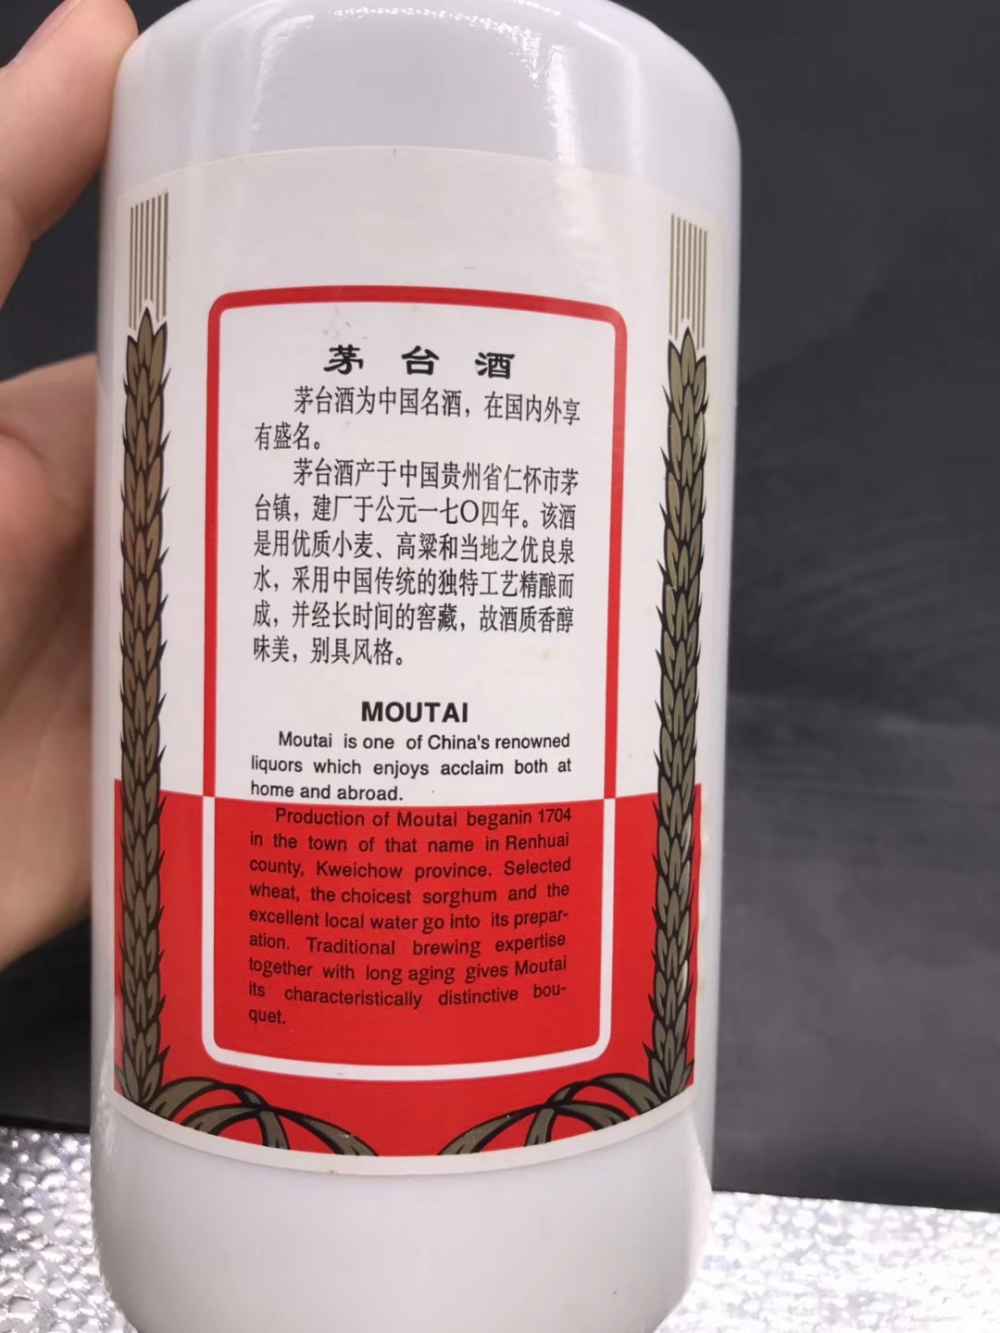 茅台酒
茅台酒为中国名酒，在国内外享
有盛名。
茅台酒产于中国贵州省仁怀市茅
台镇，建厂于公元一七〇四年。该酒
是用优质小麦、高粱和当地之优良泉
水，采用中国传统的独特工艺精酿而
成，并经长时间的窖藏，故酒质香醇
味美，别具风格。
MOUTAI
Moutai is one of China's renowned
liquors which enjoys acclaim both at
home and abroad.
Production of Moutai beganin 1704
in the town of that name in Renhuai
county, Kweichow province. Selected
wheat, the choicest sorghum and the
excellent local water go into its prepar-
ation. Traditional brewing expertise
together with long aging gives Moutai
its characteristically distinctive bou-
quet.